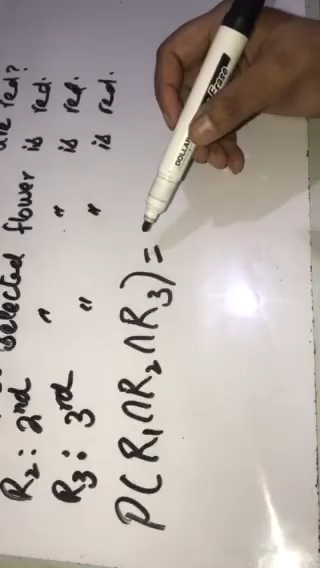 are red?
selected flower is red.
R₂: 2nd " " is red.
R₃: 3rd " " is red.
P(R₁∩R₂∩R₃) =
DOLLAR